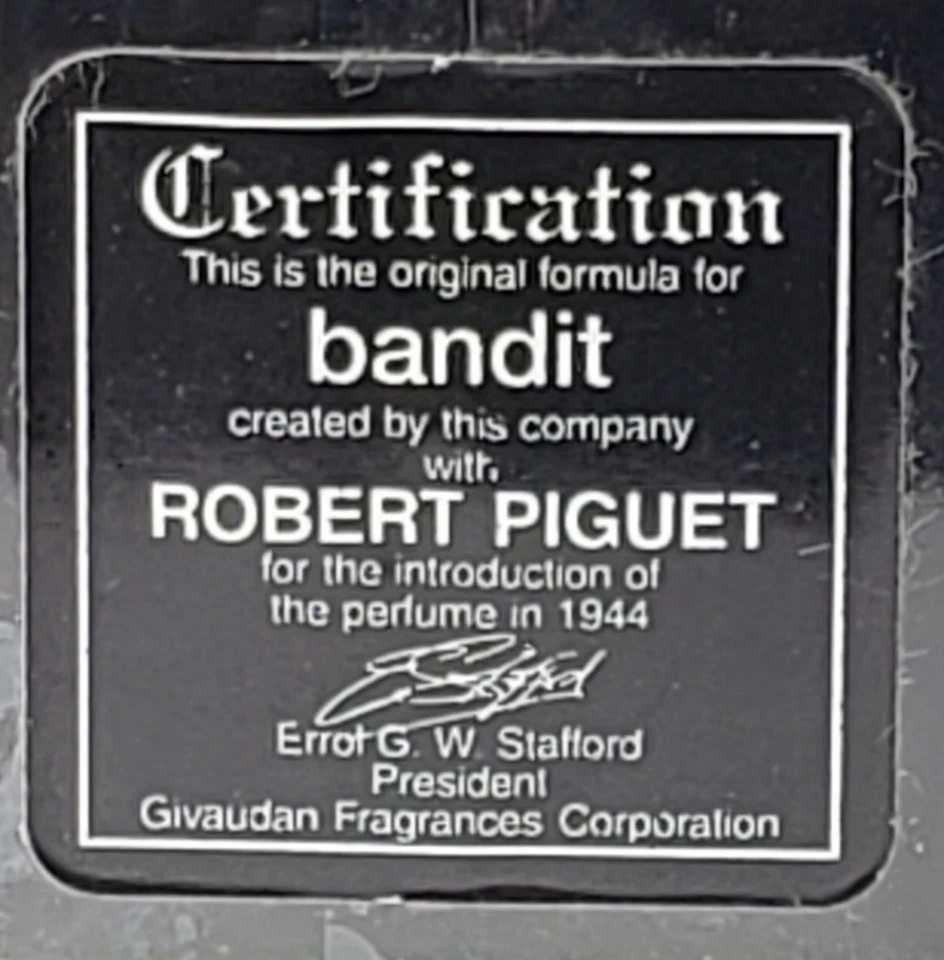 Certification
This is the original formula for
bandit
created by this company
with
ROBERT PIGUET
for the introduction of
the perfume in 1944
Errol G. W. Stafford
President
Givaudan Fragrances Corporation